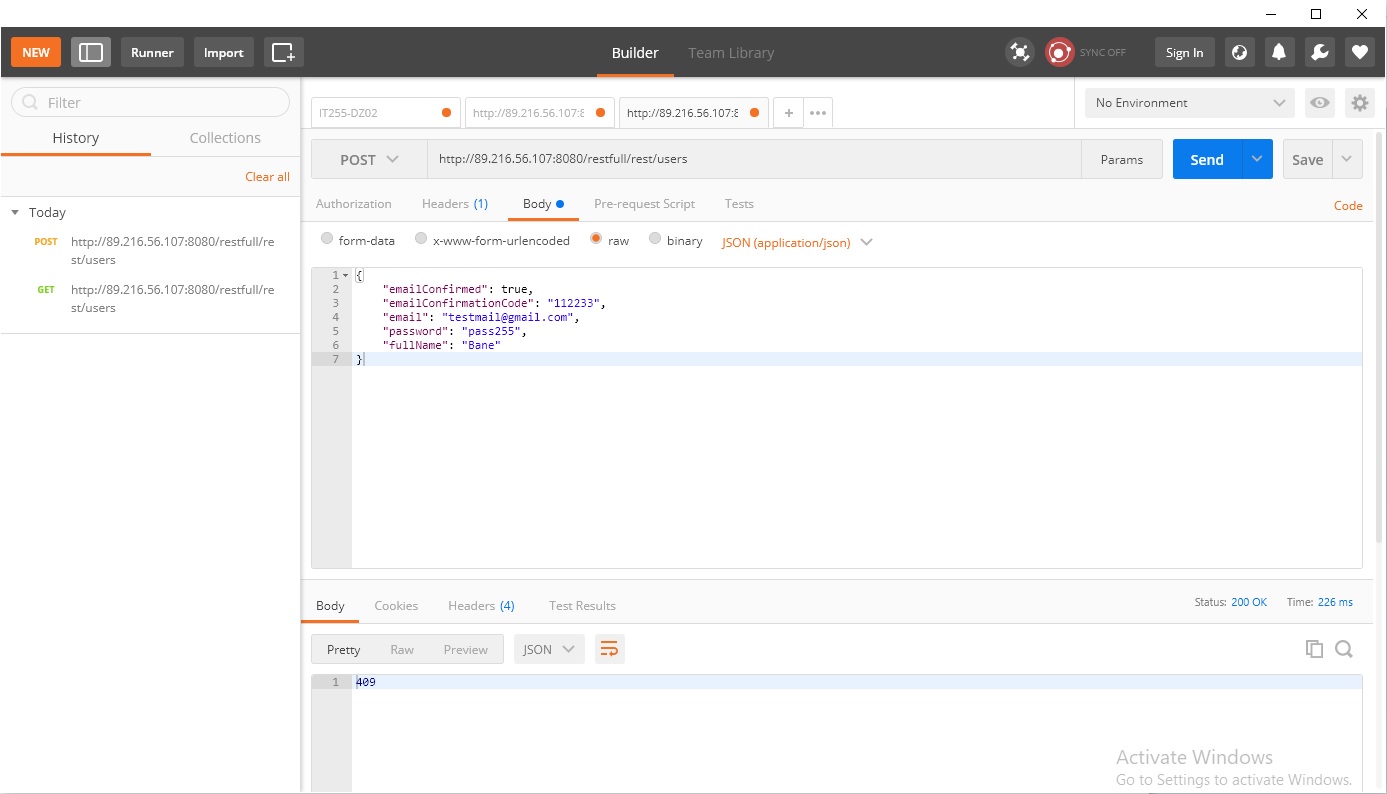 NEW Runner Import Builder Team Library SYNC OFF Sign In
Filter
History Collections
Clear all
Today
POST http://89.216.56.107:8080/restfull/re
st/users
GET http://89.216.56.107:8080/restfull/re
st/users
IT255-DZ02 http://89.216.56.107:8 http://89.216.56.107:8 + ••• No Environment
POST http://89.216.56.107:8080/restfull/rest/users Params Send Save
Authorization Headers (1) Body Pre-request Script Tests Code
form-data x-www-form-urlencoded raw binary JSON (application/json)
1 {
2 "emailConfirmed": true,
3 "emailConfirmationCode": "112233",
4 "email": "testmail@gmail.com",
5 "password": "pass255",
6 "fullName": "Bane"
7 }
Body Cookies Headers (4) Test Results Status: 200 OK Time: 226 ms
Pretty Raw Preview JSON
1 409
Activate Windows
Go to Settings to activate Windows.